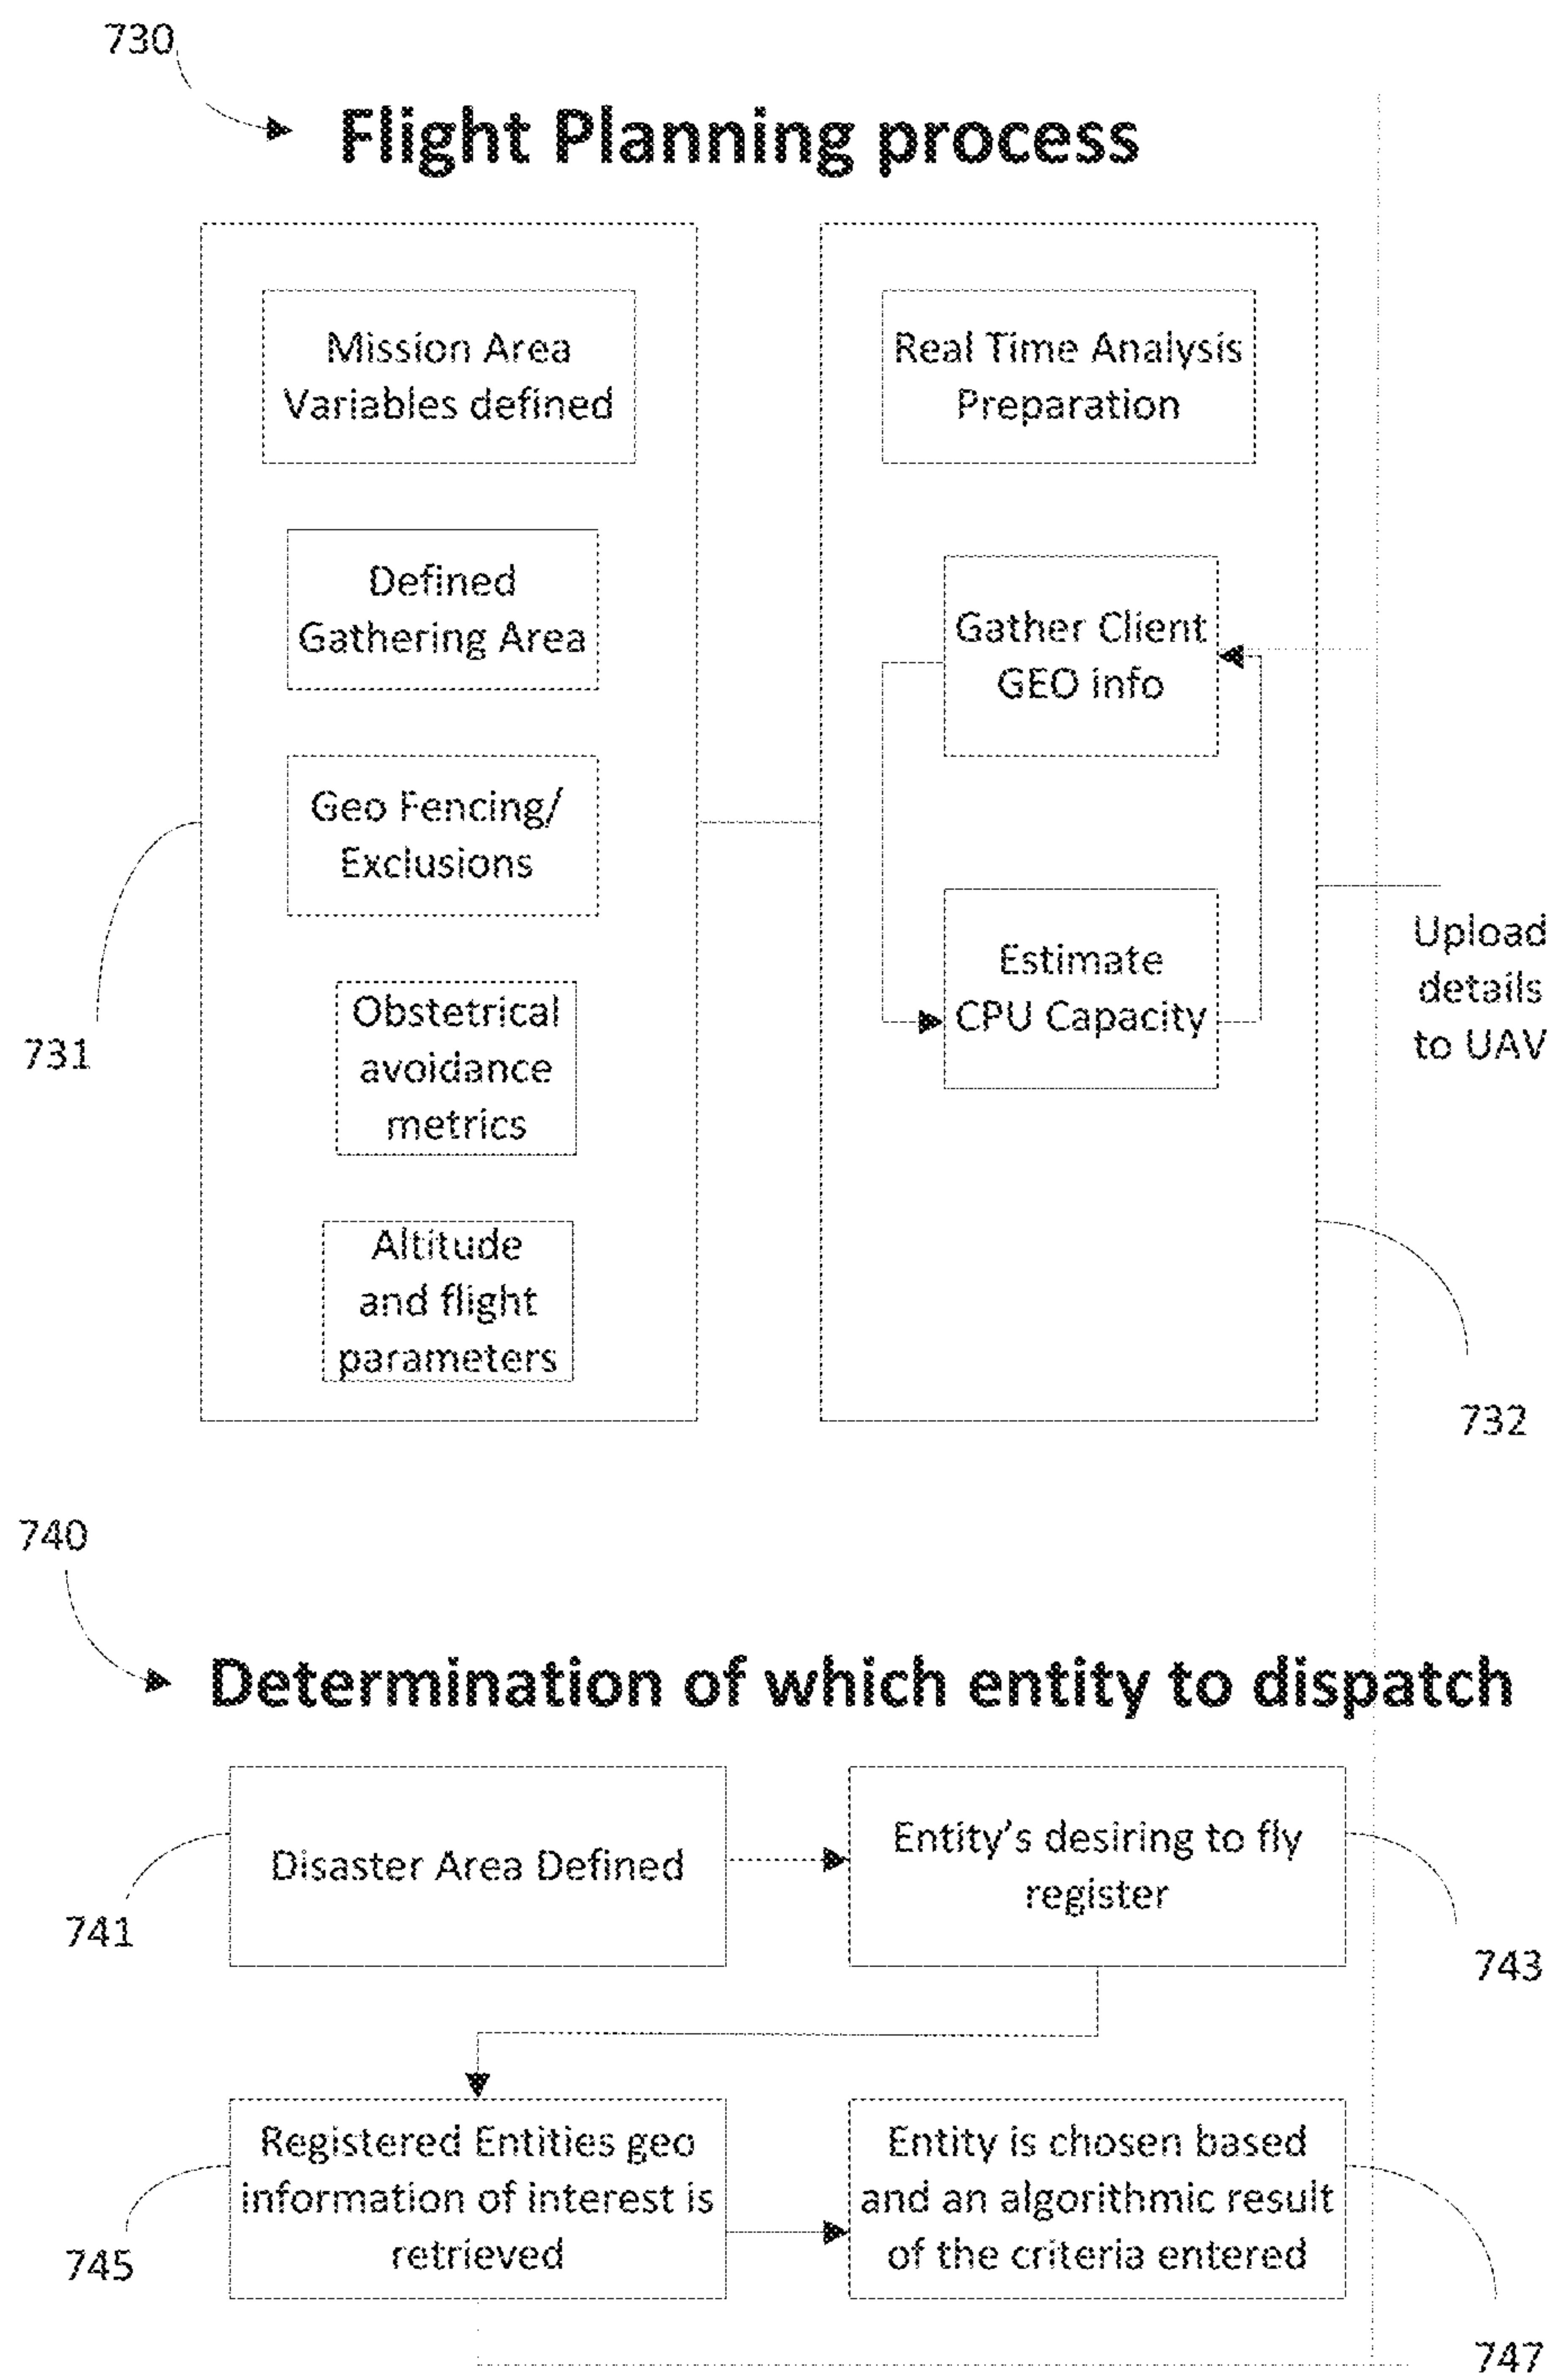 730
Flight Planning process
Mission Area
Variables defined
Defined
Gathering Area
Geo Fencing/
Exclusions
Obstetrical
avoidance
metrics
Altitude
and flight
parameters
731
Real Time Analysis
Preparation
Gather Client
GEO info
Estimate
CPU Capacity
Upload
details
to UAV
732
740
Determination of which entity to dispatch
Disaster Area Defined
741
Entity's desiring to fly
register
743
Registered Entities geo
information of interest is
retrieved
745
Entity is chosen based
and an algorithmic result
of the criteria entered
747